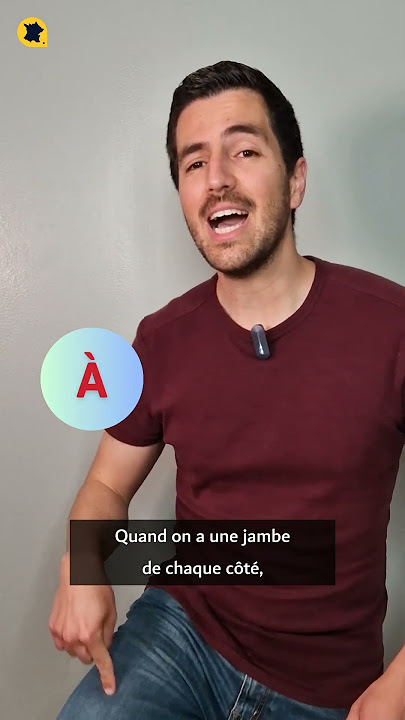 À
Quand on a une jambe
de chaque côté,